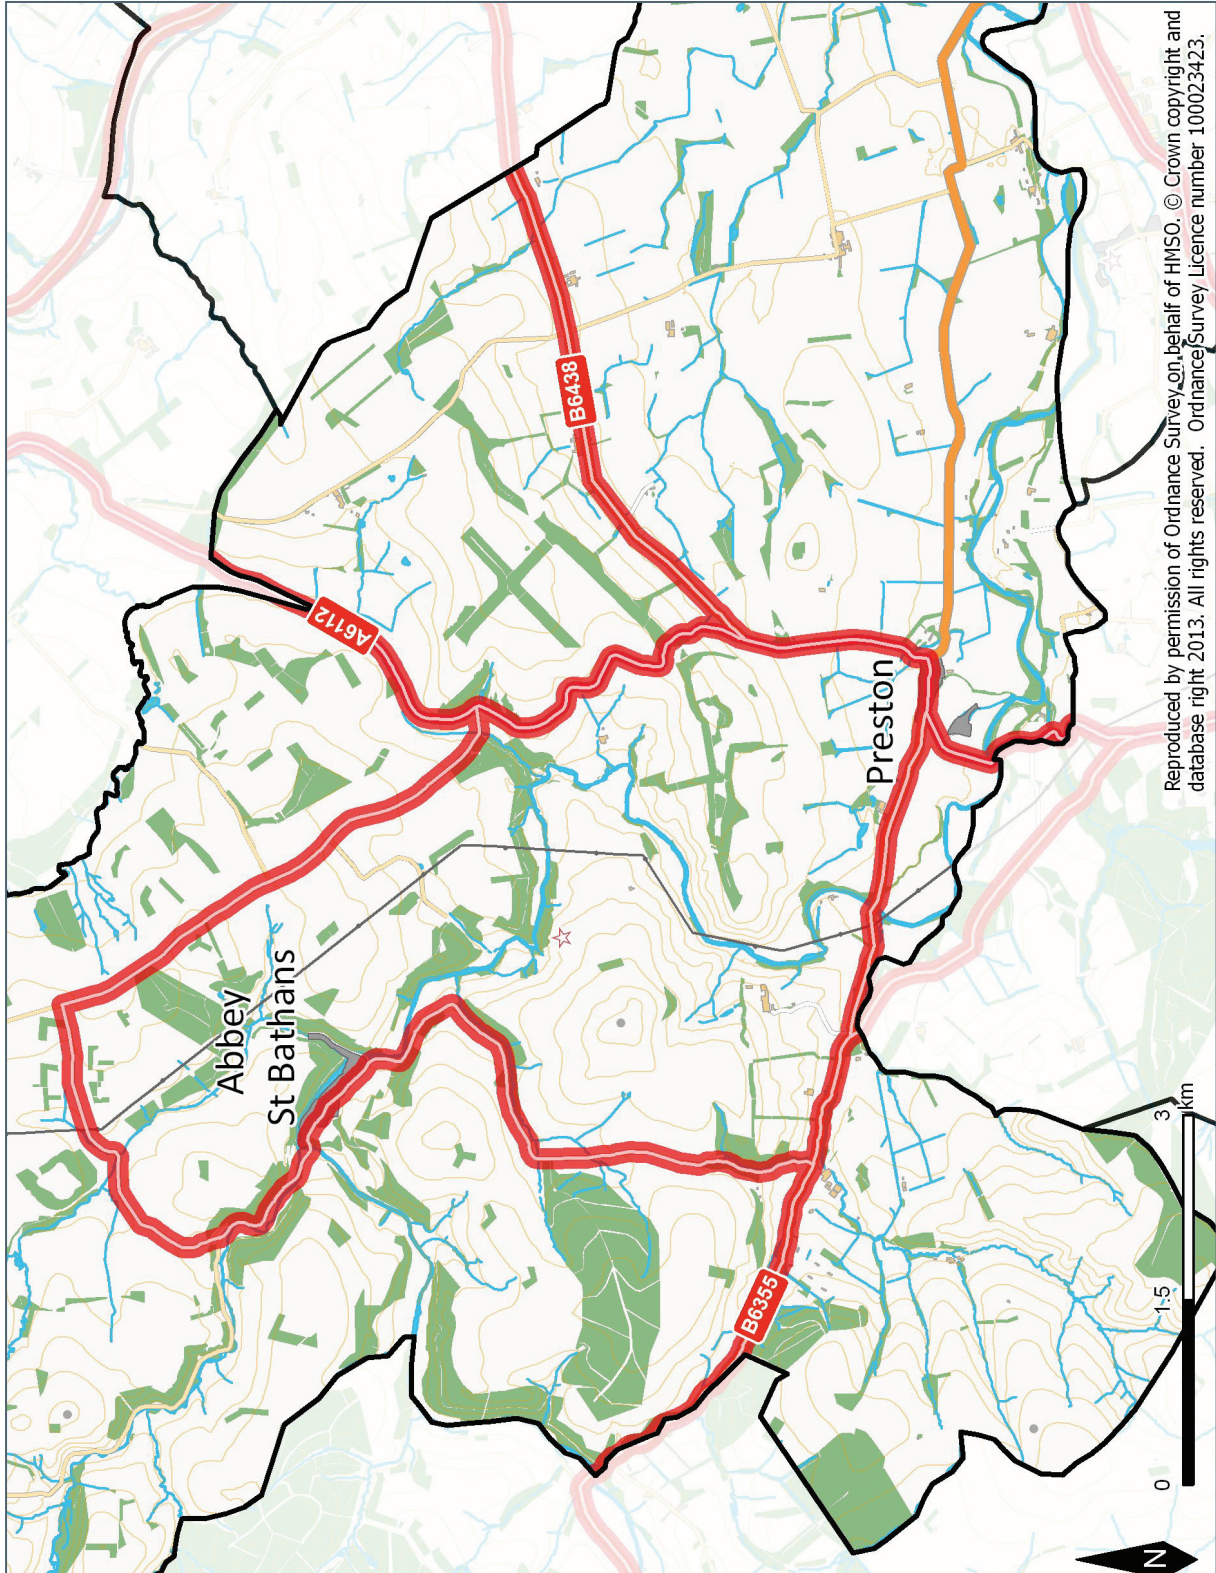 Abbey
St Bathans
Preston
A6112
B6438
B6355
0 1.5 3
km
N
Reproduced by permission of Ordnance Survey on behalf of HMSO. © Crown copyright and
database right 2013. All rights reserved. Ordnance Survey Licence number 100023423.